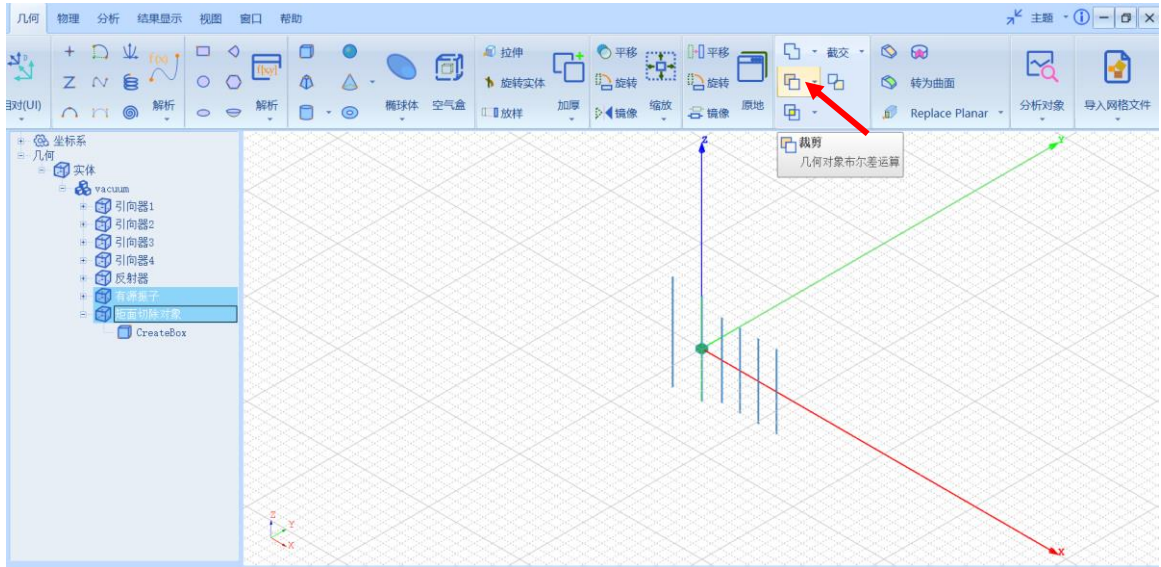 几何 物理 分析 结果显示 视图 窗口 帮助 主题
f(x) 拉伸 平移 平移 截交
旋转实体 旋转 旋转 转为曲面
对(UI) 解析 解析 椭球体 空气盒 放样 加厚 镜像 缩放 镜像 原地 Replace Planar 分析对象 导入网格文件
坐标系
几何
实体
vacuum
引向器1
引向器2
引向器3
引向器4
反射器
有源振子
CreateBox
裁剪
几何对象布尔差运算
Z
Y
X
Z
Y
X